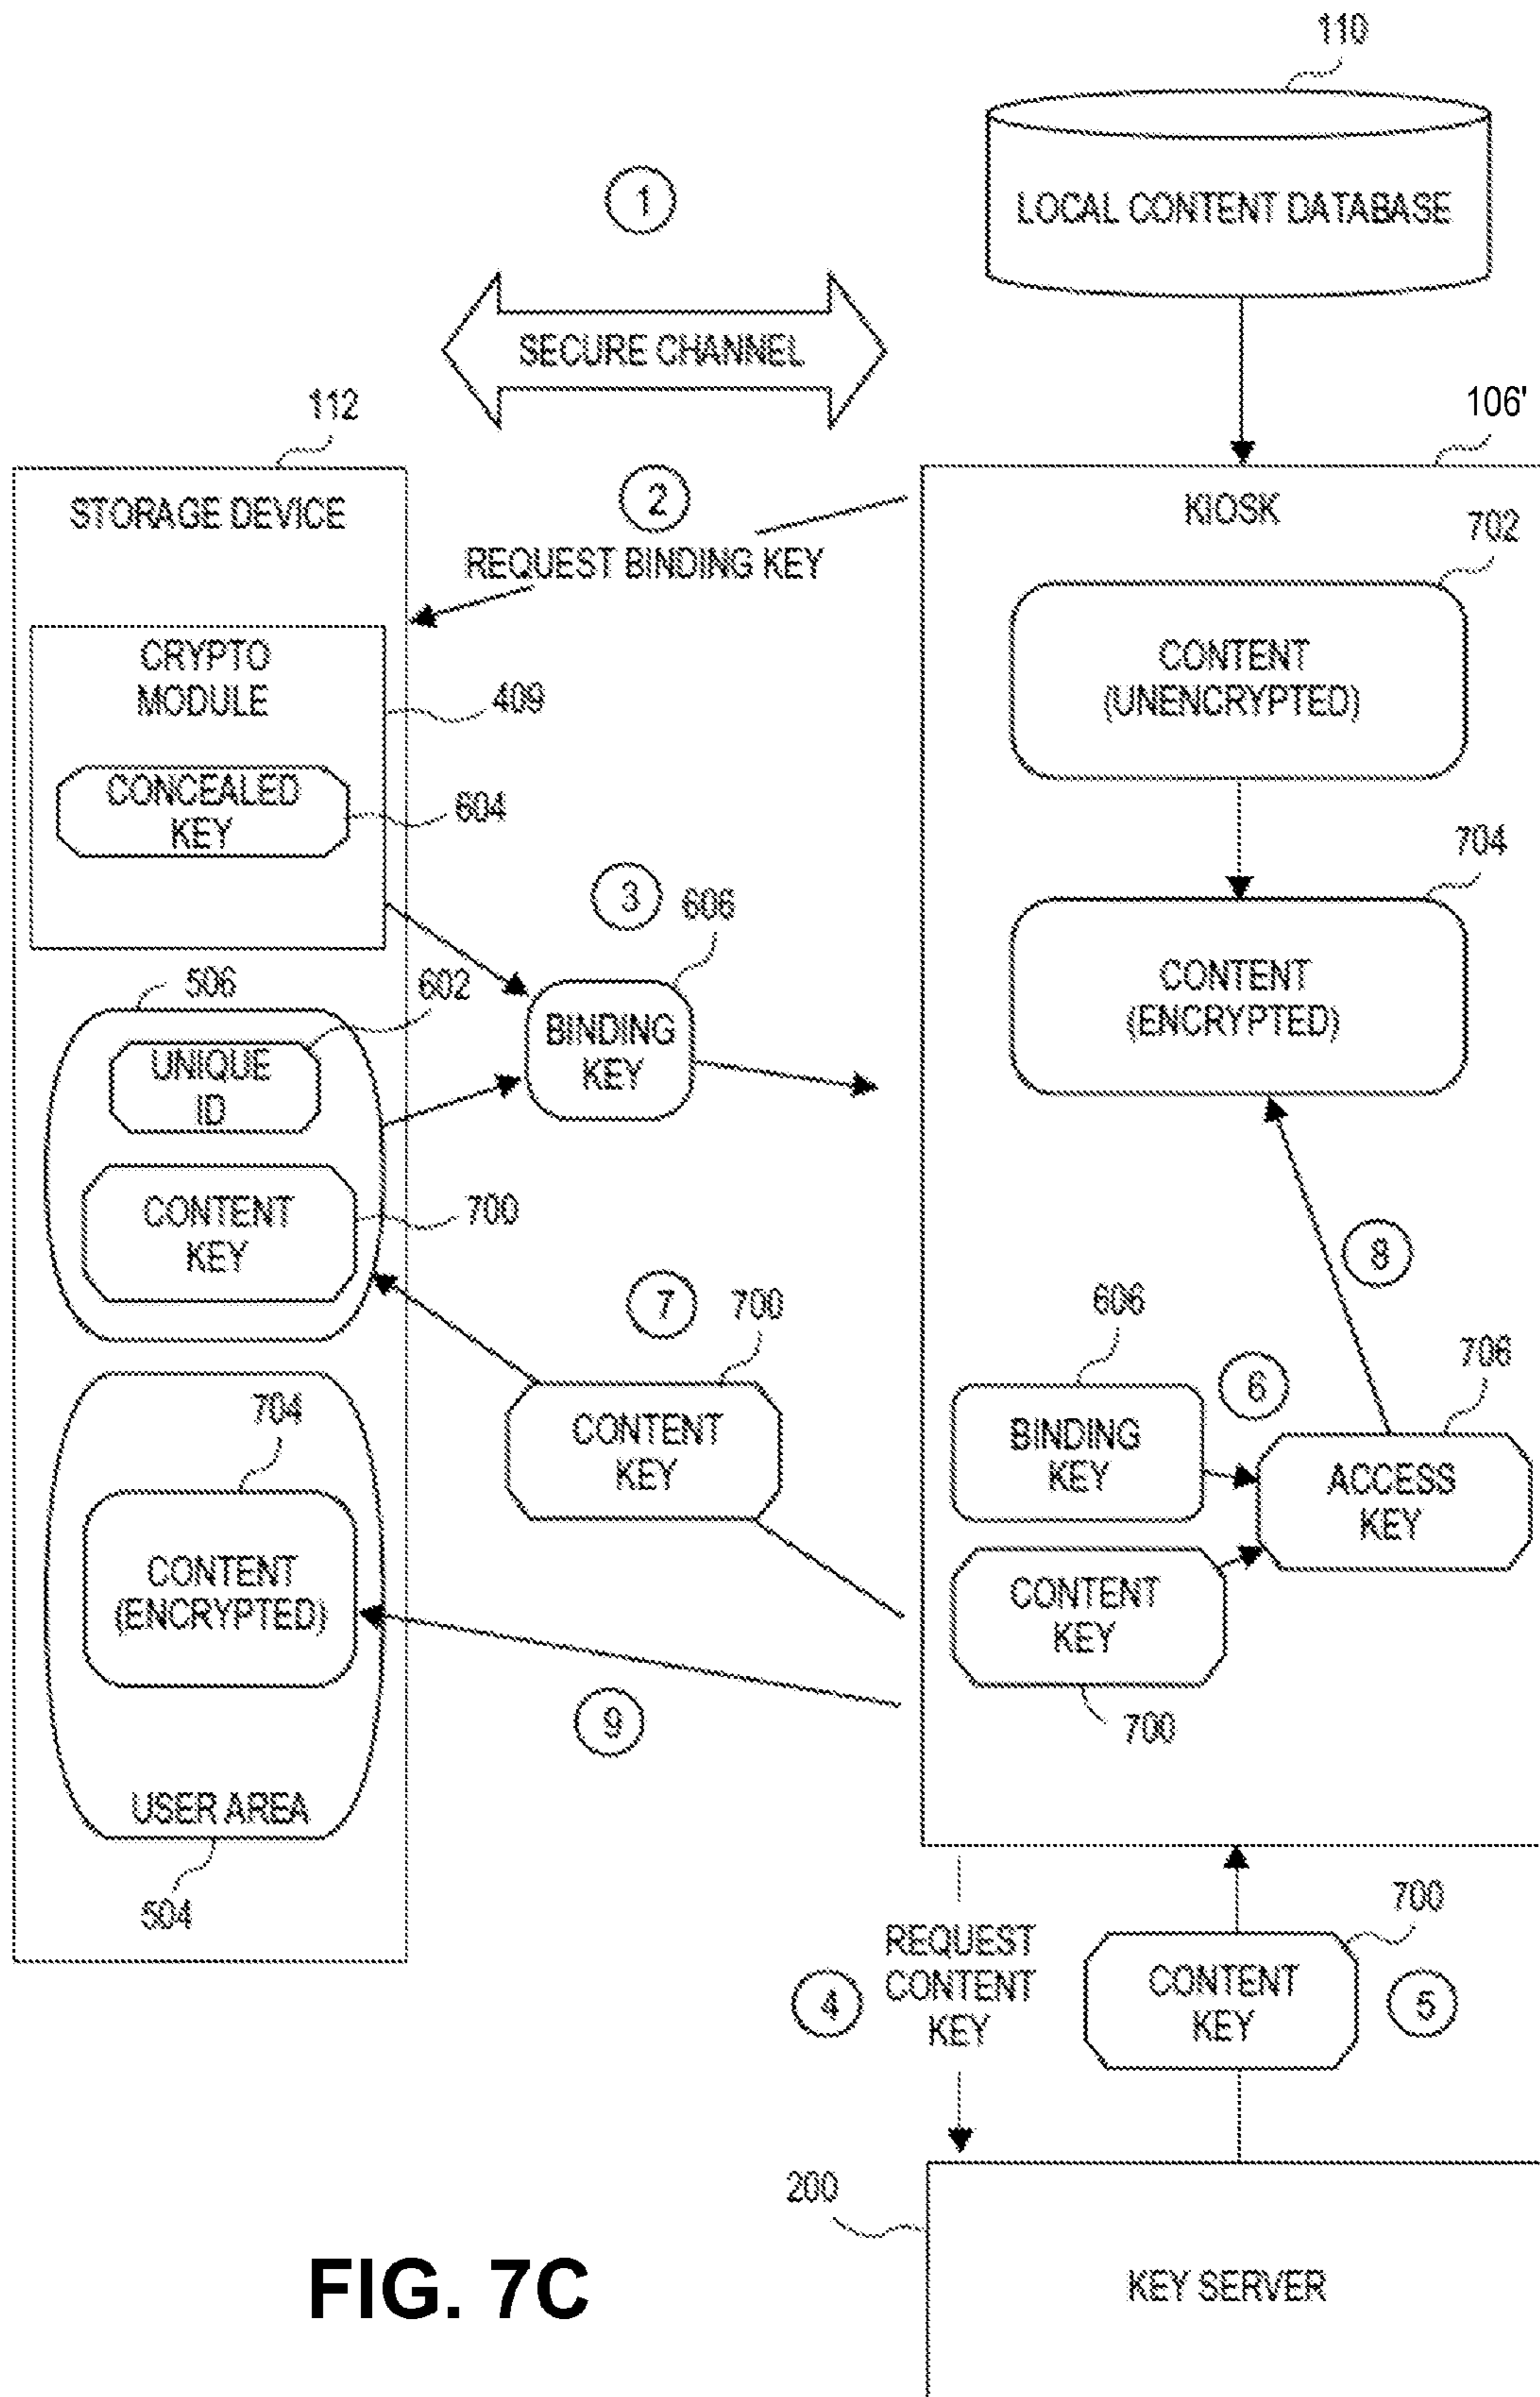 110
LOCAL CONTENT DATABASE
1
SECURE CHANNEL
112
106'
STORAGE DEVICE
2
REQUEST BINDING KEY
KIOSK
702
CONTENT
(UNENCRYPTED)
CRYPTO
MODULE
409
CONCEALED
KEY
604
704
CONTENT
(ENCRYPTED)
3
606
BINDING
KEY
506
602
UNIQUE
ID
CONTENT
KEY
700
8
7
700
CONTENT
KEY
606
6
706
BINDING
KEY
ACCESS
KEY
CONTENT
KEY
700
704
CONTENT
(ENCRYPTED)
9
USER AREA
504
REQUEST
CONTENT
KEY
4
700
CONTENT
KEY
5
200
KEY SERVER
FIG. 7C